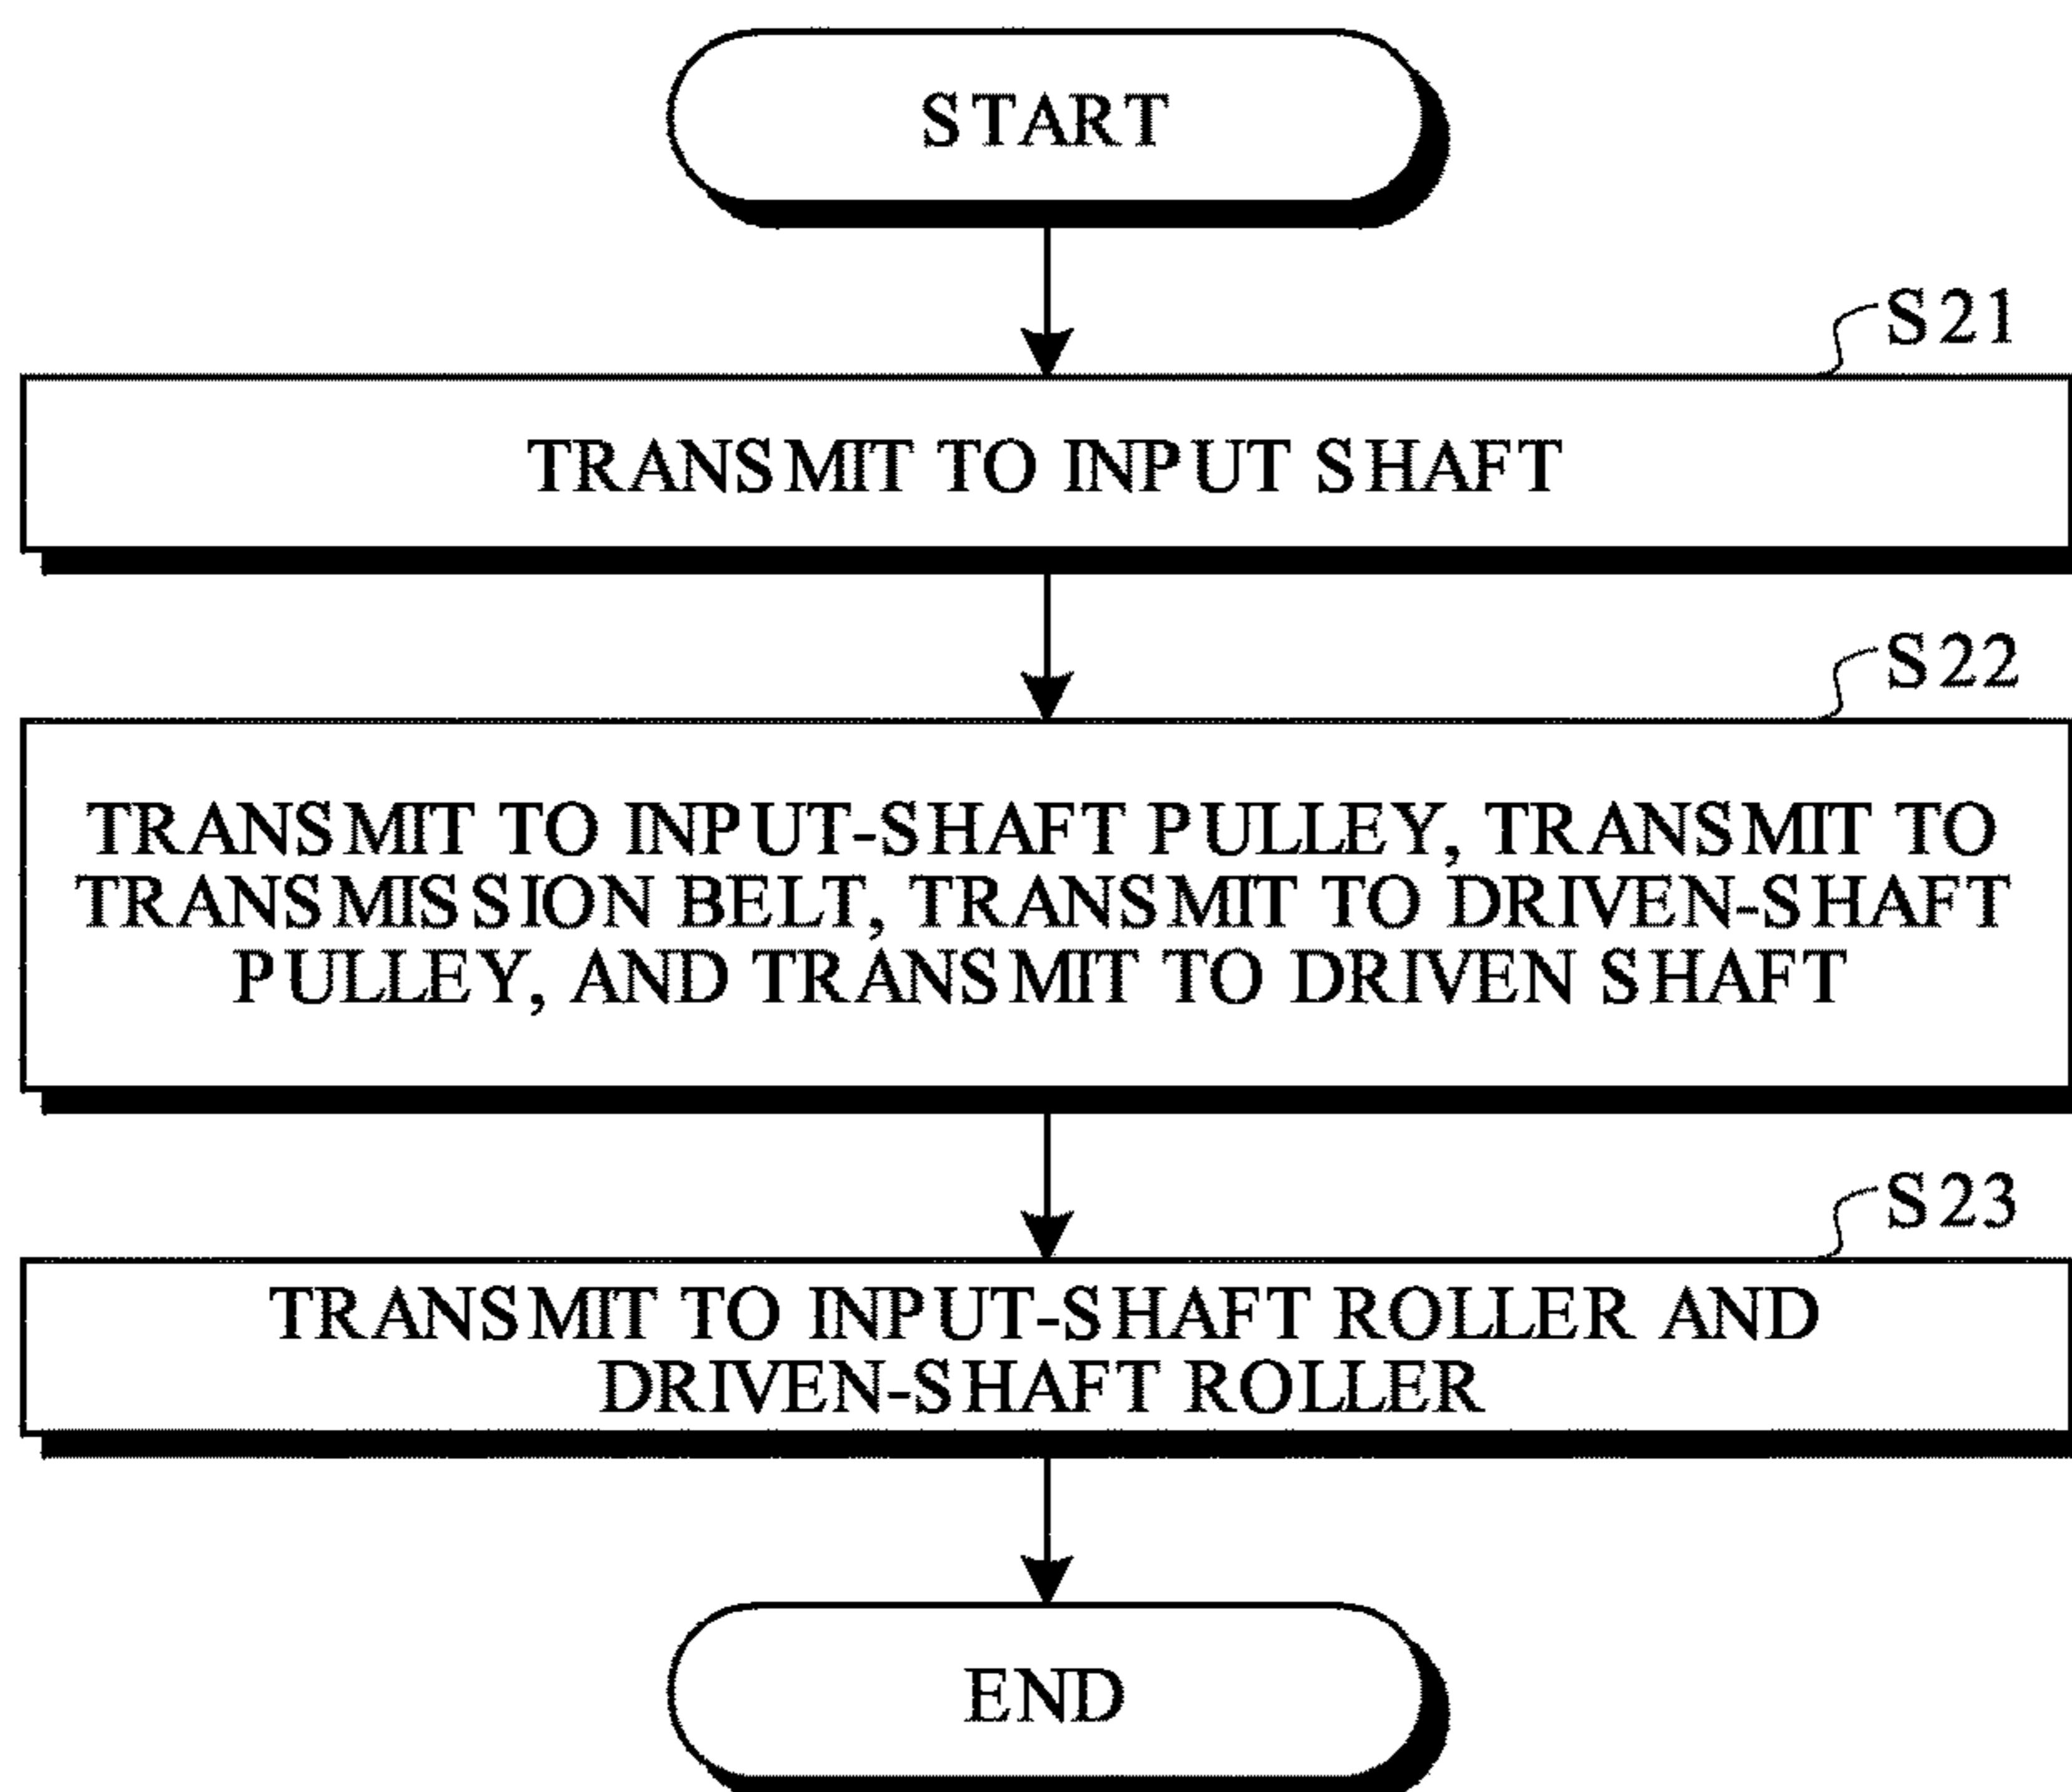 START
S21
TRANSMIT TO INPUT SHAFT
S22
TRANSMIT TO INPUT-SHAFT PULLEY, TRANSMIT TO
TRANSMISSION BELT, TRANSMIT TO DRIVEN-SHAFT
PULLEY, AND TRANSMIT TO DRIVEN SHAFT
S23
TRANSMIT TO INPUT-SHAFT ROLLER AND
DRIVEN-SHAFT ROLLER
END